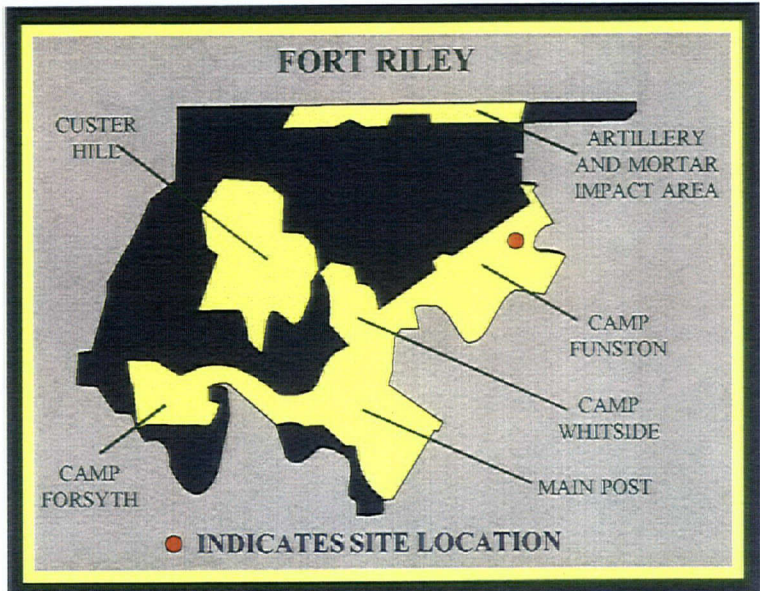 FORT RILEY
CUSTER
HILL
ARTILLERY
AND MORTAR
IMPACT AREA
CAMP
FUNSTON
CAMP
WHITSIDE
MAIN POST
CAMP
FORSYTH
INDICATES SITE LOCATION